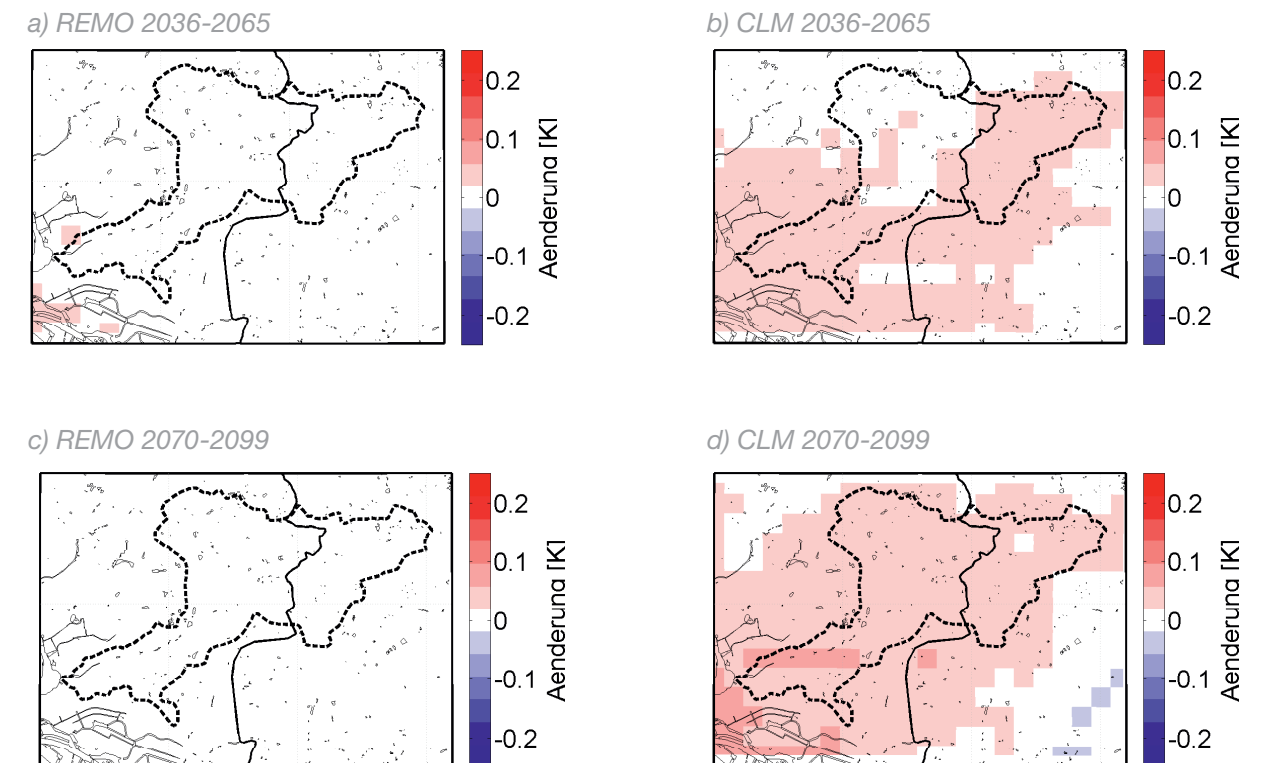 a) REMO 2036-2065
b) CLM 2036-2065
0.2
0.1
0
-0.1
-0.2
Aenderung [K]
0.2
0.1
0
-0.1
-0.2
Aenderung [K]
c) REMO 2070-2099
d) CLM 2070-2099
0.2
0.1
0
-0.1
-0.2
Aenderung [K]
0.2
0.1
0
-0.1
-0.2
Aenderung [K]